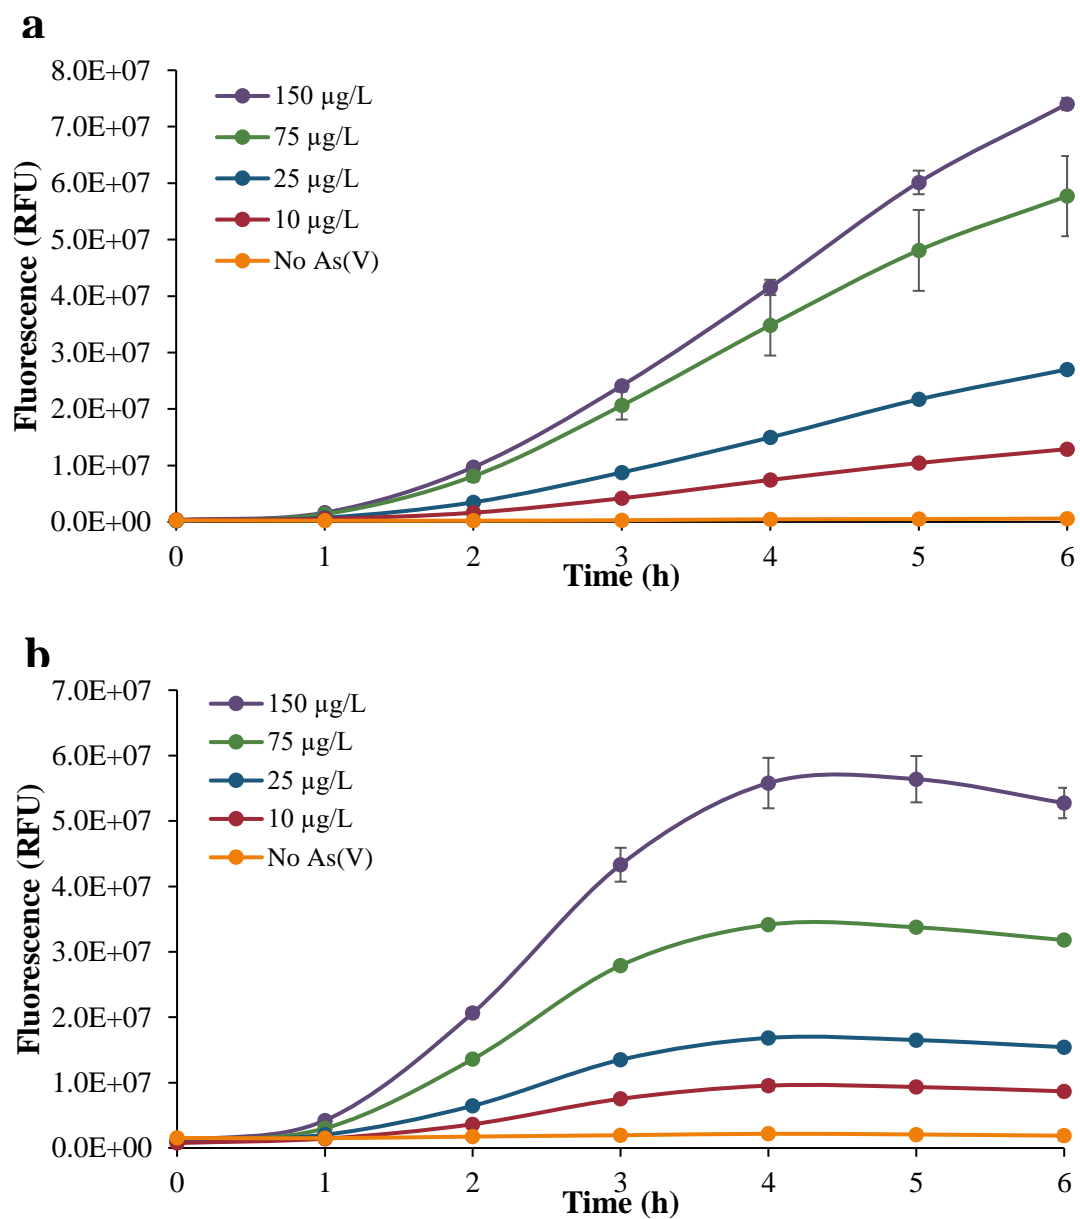 a
8.0E+07
7.0E+07
6.0E+07
5.0E+07
4.0E+07
3.0E+07
2.0E+07
1.0E+07
0.0E+00
Fluorescence (RFU)
150 µg/L
75 µg/L
25 µg/L
10 µg/L
No As(V)
0 1 2 3 4 5 6
Time (h)
b
7.0E+07
6.0E+07
5.0E+07
4.0E+07
3.0E+07
2.0E+07
1.0E+07
0.0E+00
Fluorescence (RFU)
150 µg/L
75 µg/L
25 µg/L
10 µg/L
No As(V)
0 1 2 3 4 5 6
Time (h)